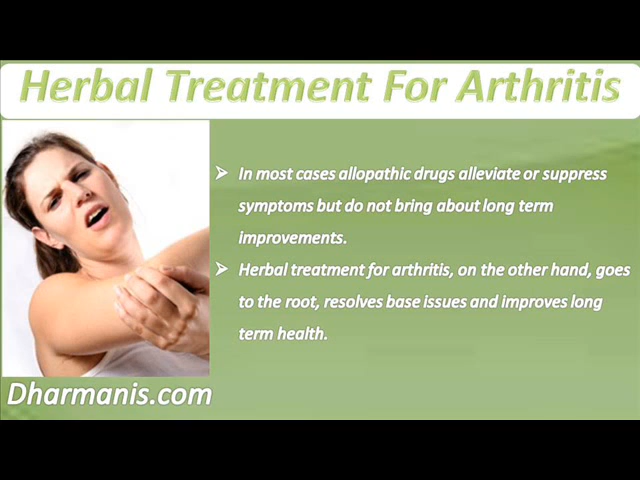 Herbal Treatment For Arthritis
➢ In most cases allopathic drugs alleviate or suppress
symptoms but do not bring about long term
improvements.
➢ Herbal treatment for arthritis, on the other hand, goes
to the root, resolves base issues and improves long
term health.
Dharmanis.com